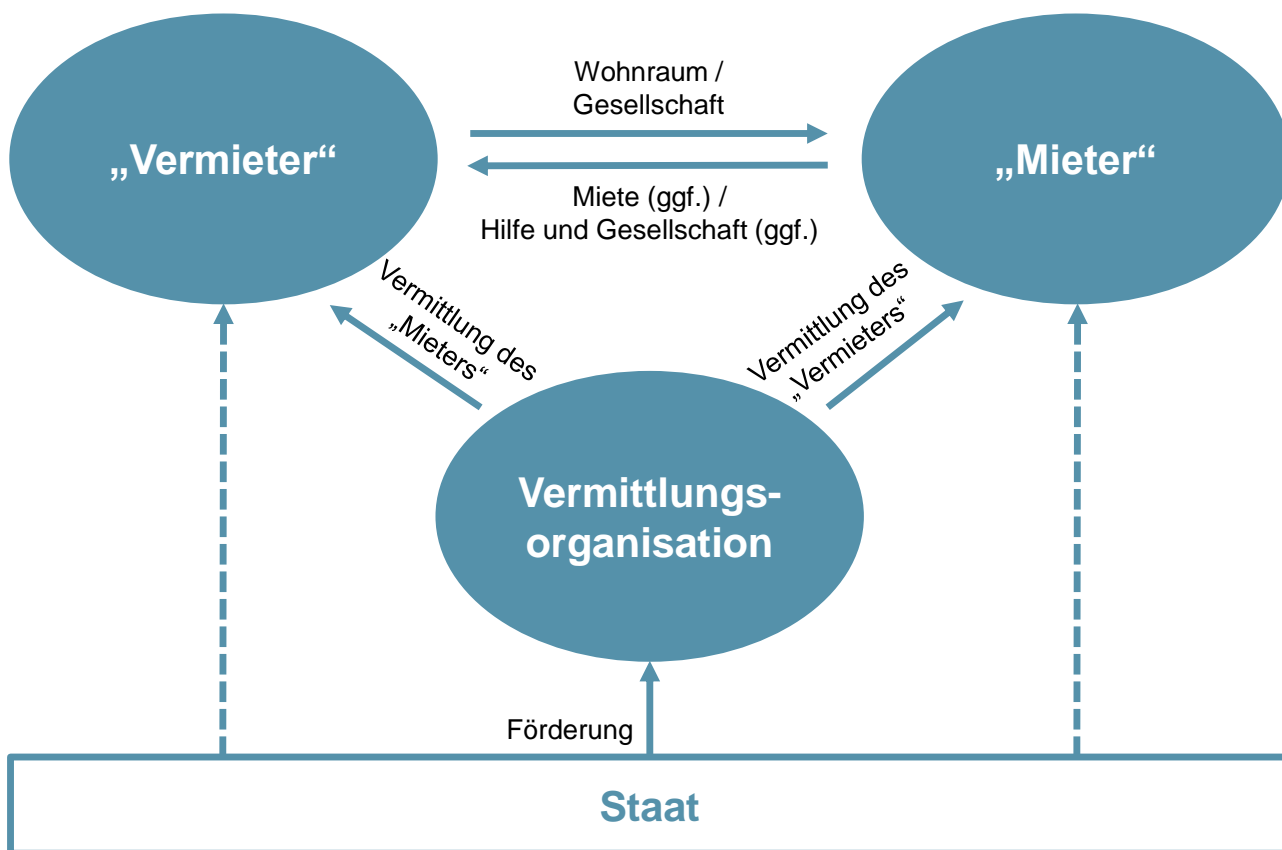 Wohnraum /
Gesellschaft
„Vermieter“
„Mieter“
Miete (ggf.) /
Hilfe und Gesellschaft (ggf.)
Vermittlung des
„Mieters“
Vermittlung des
„Vermieters“
Vermittlungs-
organisation
Förderung
Staat